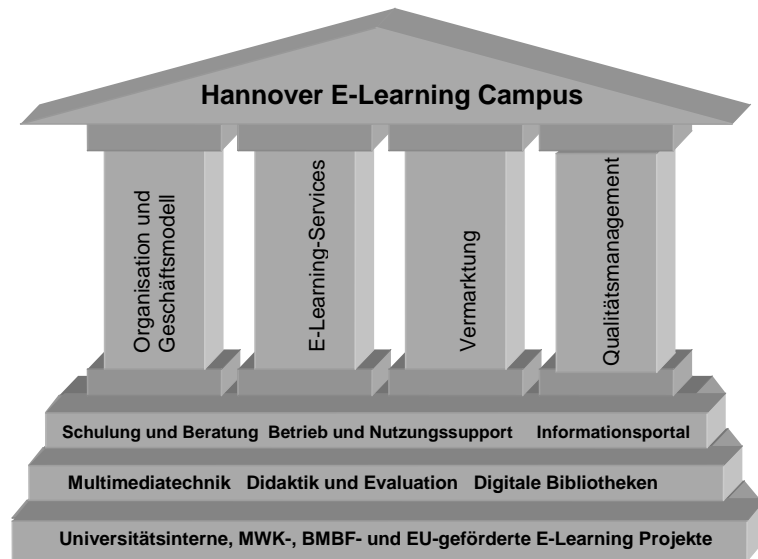 Hannover E-Learning Campus
Organisation und
Geschäftsmodell
E-Learning-Services
Vermarktung
Qualitätsmanagement
Schulung und Beratung Betrieb und Nutzungssupport Informationsportal
Multimediatechnik Didaktik und Evaluation Digitale Bibliotheken
Universitätsinterne, MWK-, BMBF- und EU-geförderte E-Learning Projekte